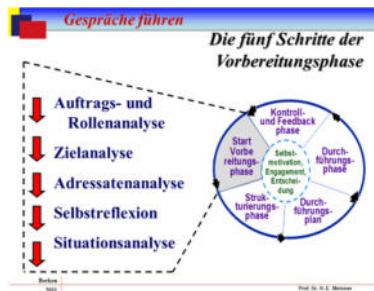 Gespräche führen
Die fünf Schritte der
Vorbereitungsphase
Auftrags- und
Rollenanalyse
Zielanalyse
Adressatenanalyse
Selbstreflexion
Situationsanalyse
Kontroll-
und Feedback
phase
Start
Vorbe
reitungs-
phase
Selbst-
motivation,
Engagement,
Entschei-
dung
Durch-
führungs-
phase
Struk-
turierungs-
phase
Durch-
führungs-
plan
Prof. Dr. H. E.